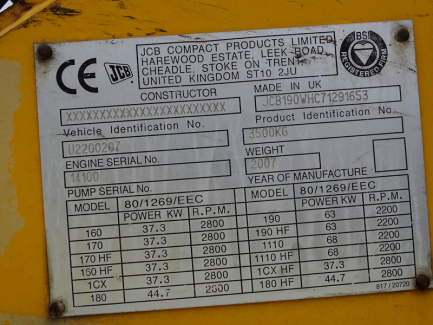 JCB COMPACT PRODUCTS LIMITED
HAREWOOD ESTATE, LEEK ROAD,
CHEADLE, STOKE ON TRENT
UNITED KINGDOM ST10 2JU
CE
JCB
BSI
REGISTERED FIRM
CONSTRUCTOR
MADE IN UK
XXXXXXXXXXXXXXXXXXXXXXX
JCB190WHC71291653
Vehicle Identification No.
Product Identification No.
U2200207
3500KG
ENGINE SERIAL No.
WEIGHT
14100
2007
PUMP SERIAL No.
YEAR OF MANUFACTURE
MODEL 80/1269/EEC MODEL 80/1269/EEC
POWER KW R.P.M. POWER KW R.P.M.
160 37.3 2800 190 63 2200
170 37.3 2800 190 HF 63 2200
170 HF 37.3 2800 1110 68 2200
150 HF 37.3 2800 1110 HF 68 2200
1CX 37.3 2800 1CX HF 37.3 2800
180 44.7 2800 180 HF 44.7 2800
817 / 20720